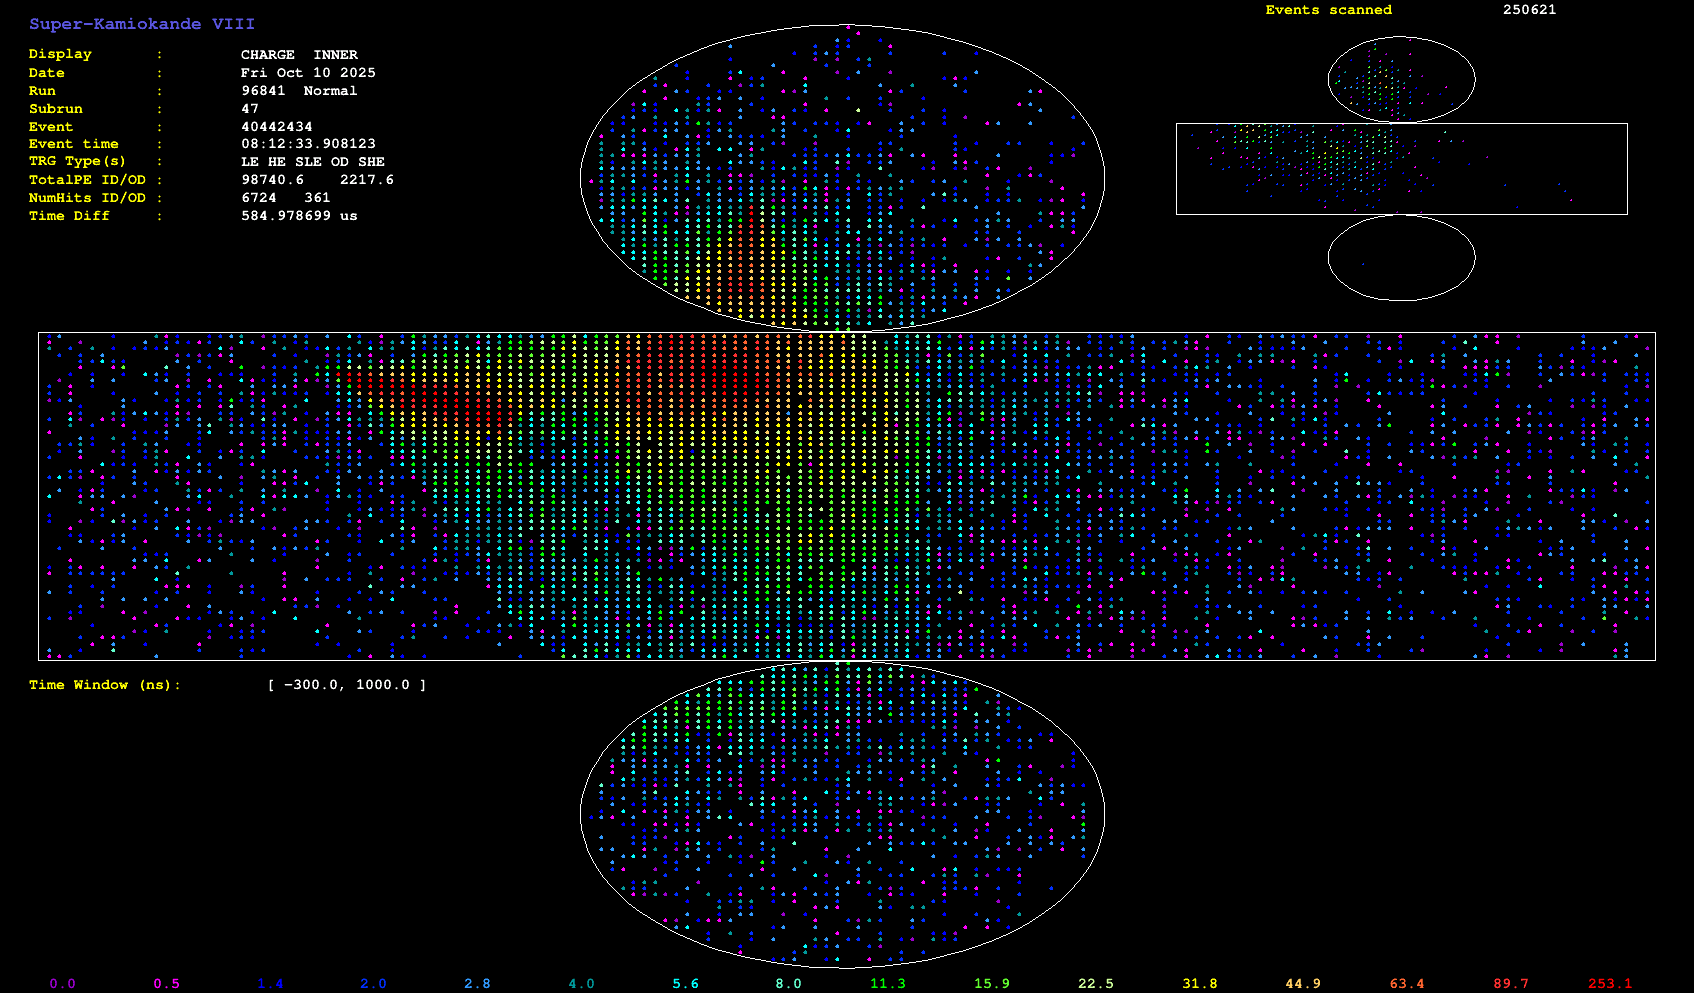 Super-Kamiokande VIII
Events scanned 250621
Display : CHARGE INNER
Date : Fri Oct 10 2025
Run : 96841 Normal
Subrun : 47
Event : 40442434
Event time : 08:12:33.908123
TRG Type(s) : LE HE SLE OD SHE
TotalPE ID/OD : 98740.6 2217.6
NumHits ID/OD : 6724 361
Time Diff : 584.978699 us
Time Window (ns): [ -300.0, 1000.0 ]
0.0 0.5 1.4 2.0 2.8 4.0 5.6 8.0 11.3 15.9 22.5 31.8 44.9 63.4 89.7 253.1